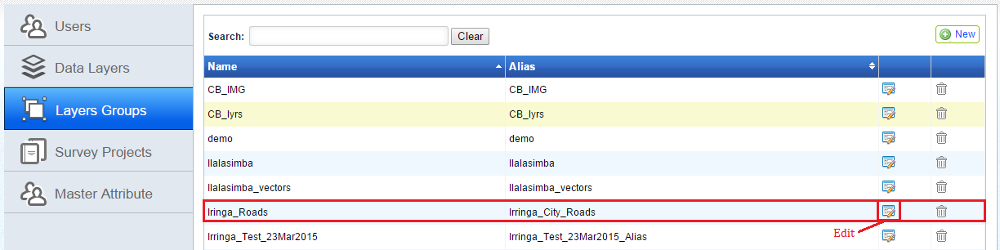 Users
Data Layers
Layers Groups
Survey Projects
Master Attribute
Search: Clear New
Name Alias
CB_IMG CB_IMG
CB_lyrs CB_lyrs
demo demo
Ilalasimba Ilalasimba
Ilalasimba_vectors Ilalasimba_vectors
Iringa_Roads Irringa_City_Roads
Edit
Irringa_Test_23Mar2015 Irringa_Test_23Mar2015_Alias